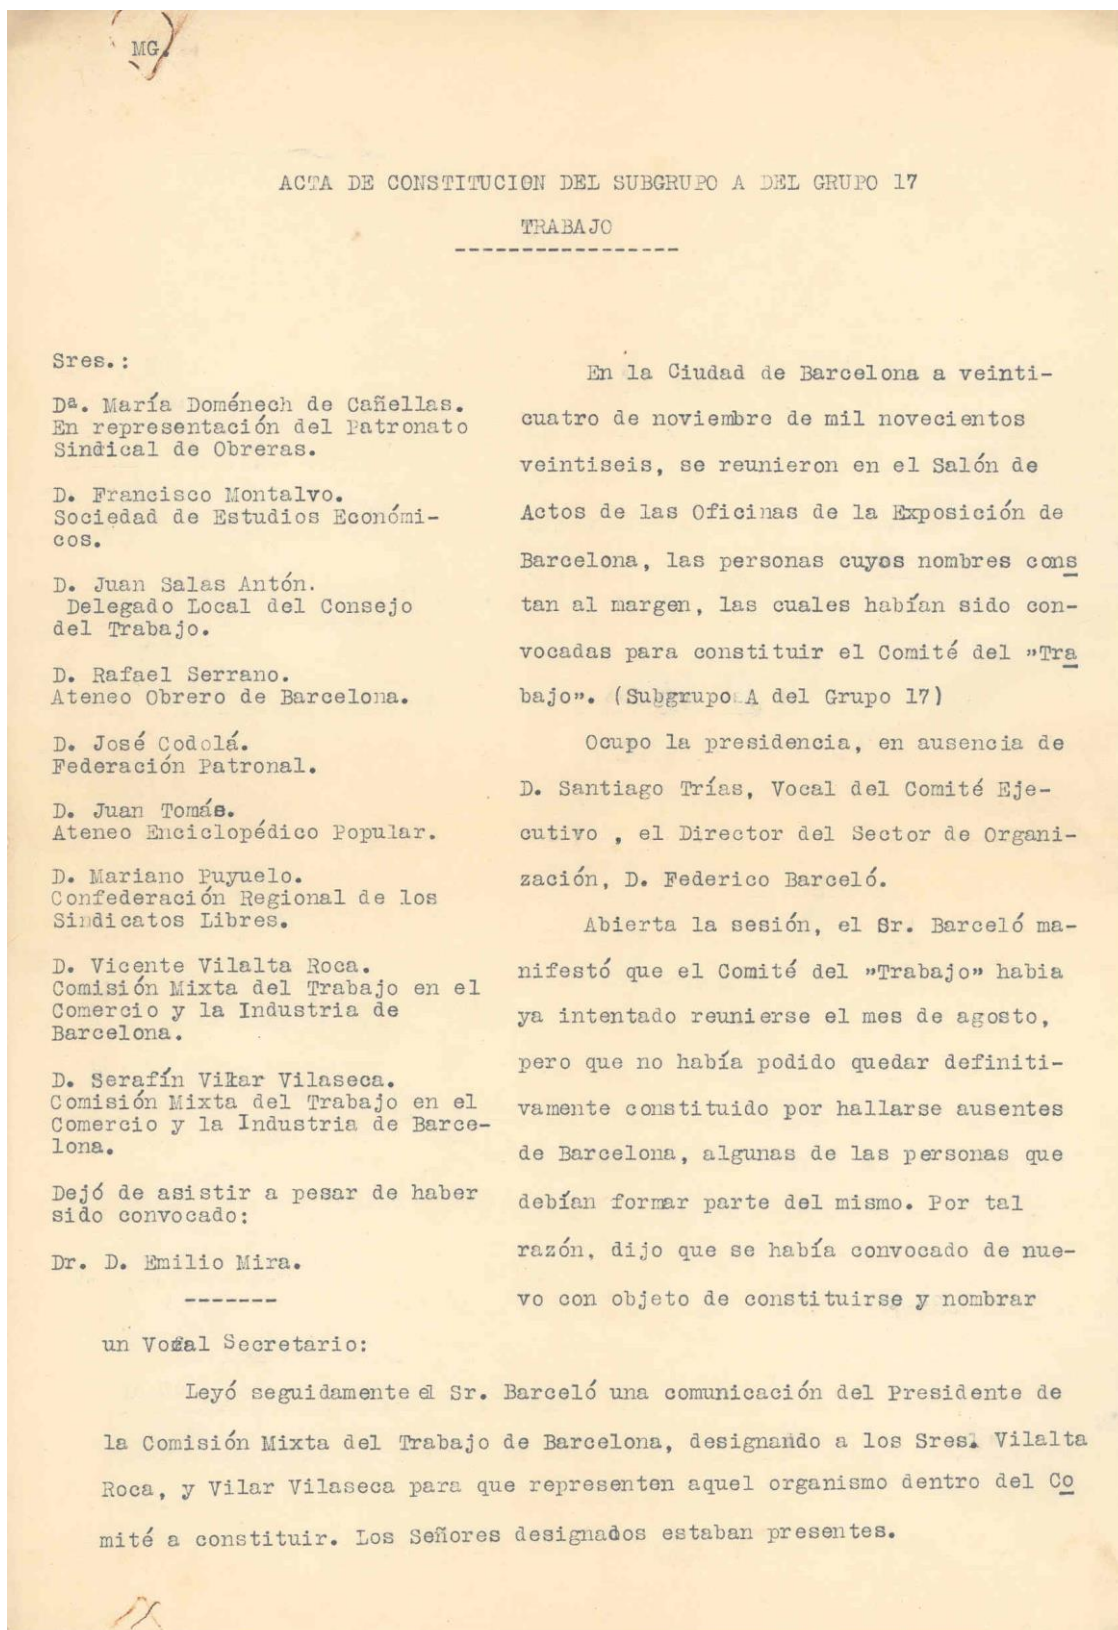 MG.
ACTA DE CONSTITUCION DEL SUBGRUPO A DEL GRUPO 17
TRABAJO
-----------------
Sres.:
Dª. María Doménech de Cañellas.
En representación del Patronato
Sindical de Obreras.
D. Francisco Montalvo.
Sociedad de Estudios Económi-
cos.
D. Juan Salas Antón.
Delegado Local del Consejo
del Trabajo.
D. Rafael Serrano.
Ateneo Obrero de Barcelona.
D. José Codolá.
Federación Patronal.
D. Juan Tomás.
Ateneo Enciclopédico Popular.
D. Mariano Puyuelo.
Confederación Regional de los
Sindicatos Libres.
D. Vicente Vilalta Roca.
Comisión Mixta del Trabajo en el
Comercio y la Industria de
Barcelona.
D. Serafín Vilar Vilaseca.
Comisión Mixta del Trabajo en el
Comercio y la Industria de Barce-
lona.
Dejó de asistir a pesar de haber
sido convocado:
Dr. D. Emilio Mira.
-------
En la Ciudad de Barcelona a veinti-
cuatro de noviembre de mil novecientos
veintiseis, se reunieron en el Salón de
Actos de las Oficinas de la Exposición de
Barcelona, las personas cuyos nombres cons
tan al margen, las cuales habían sido con-
vocadas para constituir el Comité del "Tra
bajo". (Subgrupo A del Grupo 17)
Ocupo la presidencia, en ausencia de
D. Santiago Trías, Vocal del Comité Eje-
cutivo , el Director del Sector de Organi-
zación, D. Federico Barceló.
Abierta la sesión, el Sr. Barceló ma-
nifestó que el Comité del "Trabajo" habia
ya intentado reunierse el mes de agosto,
pero que no había podido quedar definiti-
vamente constituido por hallarse ausentes
de Barcelona, algunas de las personas que
debían formar parte del mismo. Por tal
razón, dijo que se había convocado de nue-
vo con objeto de constituirse y nombrar
un Vocal Secretario:
Leyó seguidamente el Sr. Barceló una comunicación del Presidente de
la Comisión Mixta del Trabajo de Barcelona, designando a los Sres. Vilalta
Roca, y Vilar Vilaseca para que representen aquel organismo dentro del Co
mité a constituir. Los Señores designados estaban presentes.